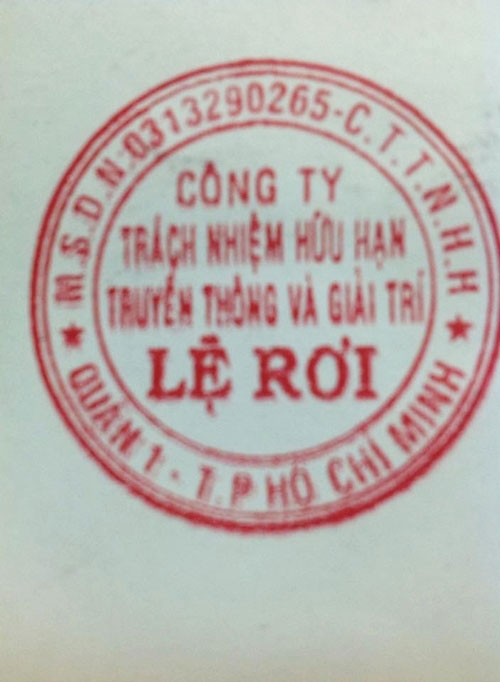 M.S.D.N:0313290265-C.T.T.N.H.H
CÔNG TY
TRÁCH NHIỆM HỮU HẠN
TRUYỀN THÔNG VÀ GIẢI TRÍ
LỆ RƠI
★ QUẬN 1 - T.P HỒ CHÍ MINH ★